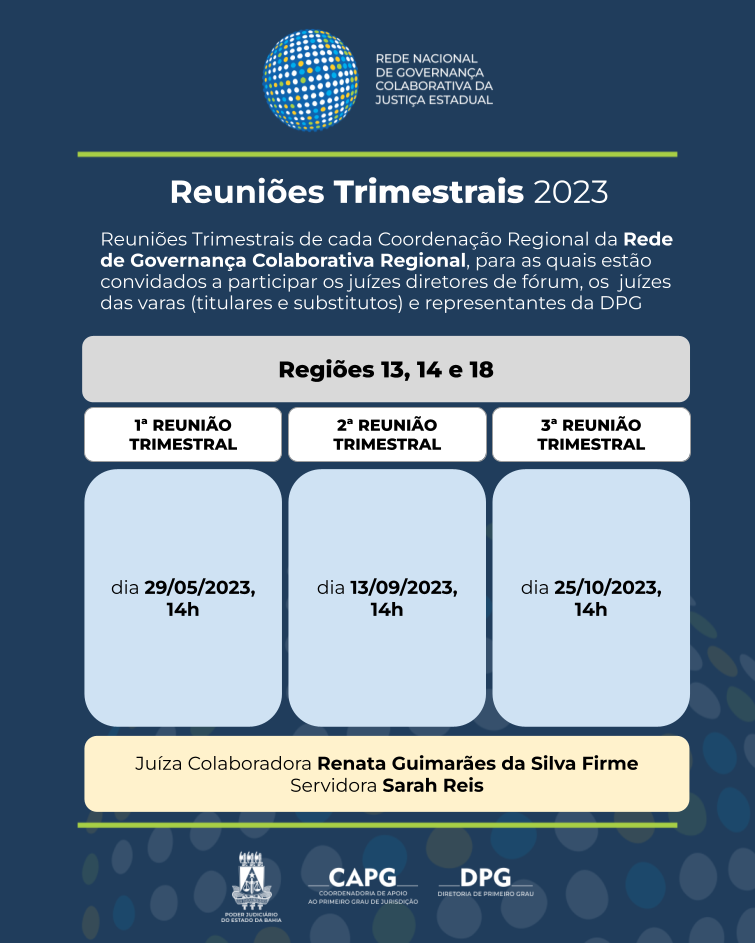 REDE NACIONAL
DE GOVERNANÇA
COLABORATIVA DA
JUSTIÇA ESTADUAL
Reuniões Trimestrais 2023
Reuniões Trimestrais de cada Coordenação Regional da Rede
de Governança Colaborativa Regional, para as quais estão
convidados a participar os juízes diretores de fórum, os juízes
das varas (titulares e substitutos) e representantes da DPG
Regiões 13, 14 e 18
1ª REUNIÃO
TRIMESTRAL
2ª REUNIÃO
TRIMESTRAL
3ª REUNIÃO
TRIMESTRAL
dia 29/05/2023,
14h
dia 13/09/2023,
14h
dia 25/10/2023,
14h
Juíza Colaboradora Renata Guimarães da Silva Firme
Servidora Sarah Reis
PODER JUDICIÁRIO
DO ESTADO DA BAHIA
CAPG
COORDENADORIA DE APOIO
AO PRIMEIRO GRAU DE JURISDIÇÃO
DPG
DIRETORIA DE PRIMEIRO GRAU